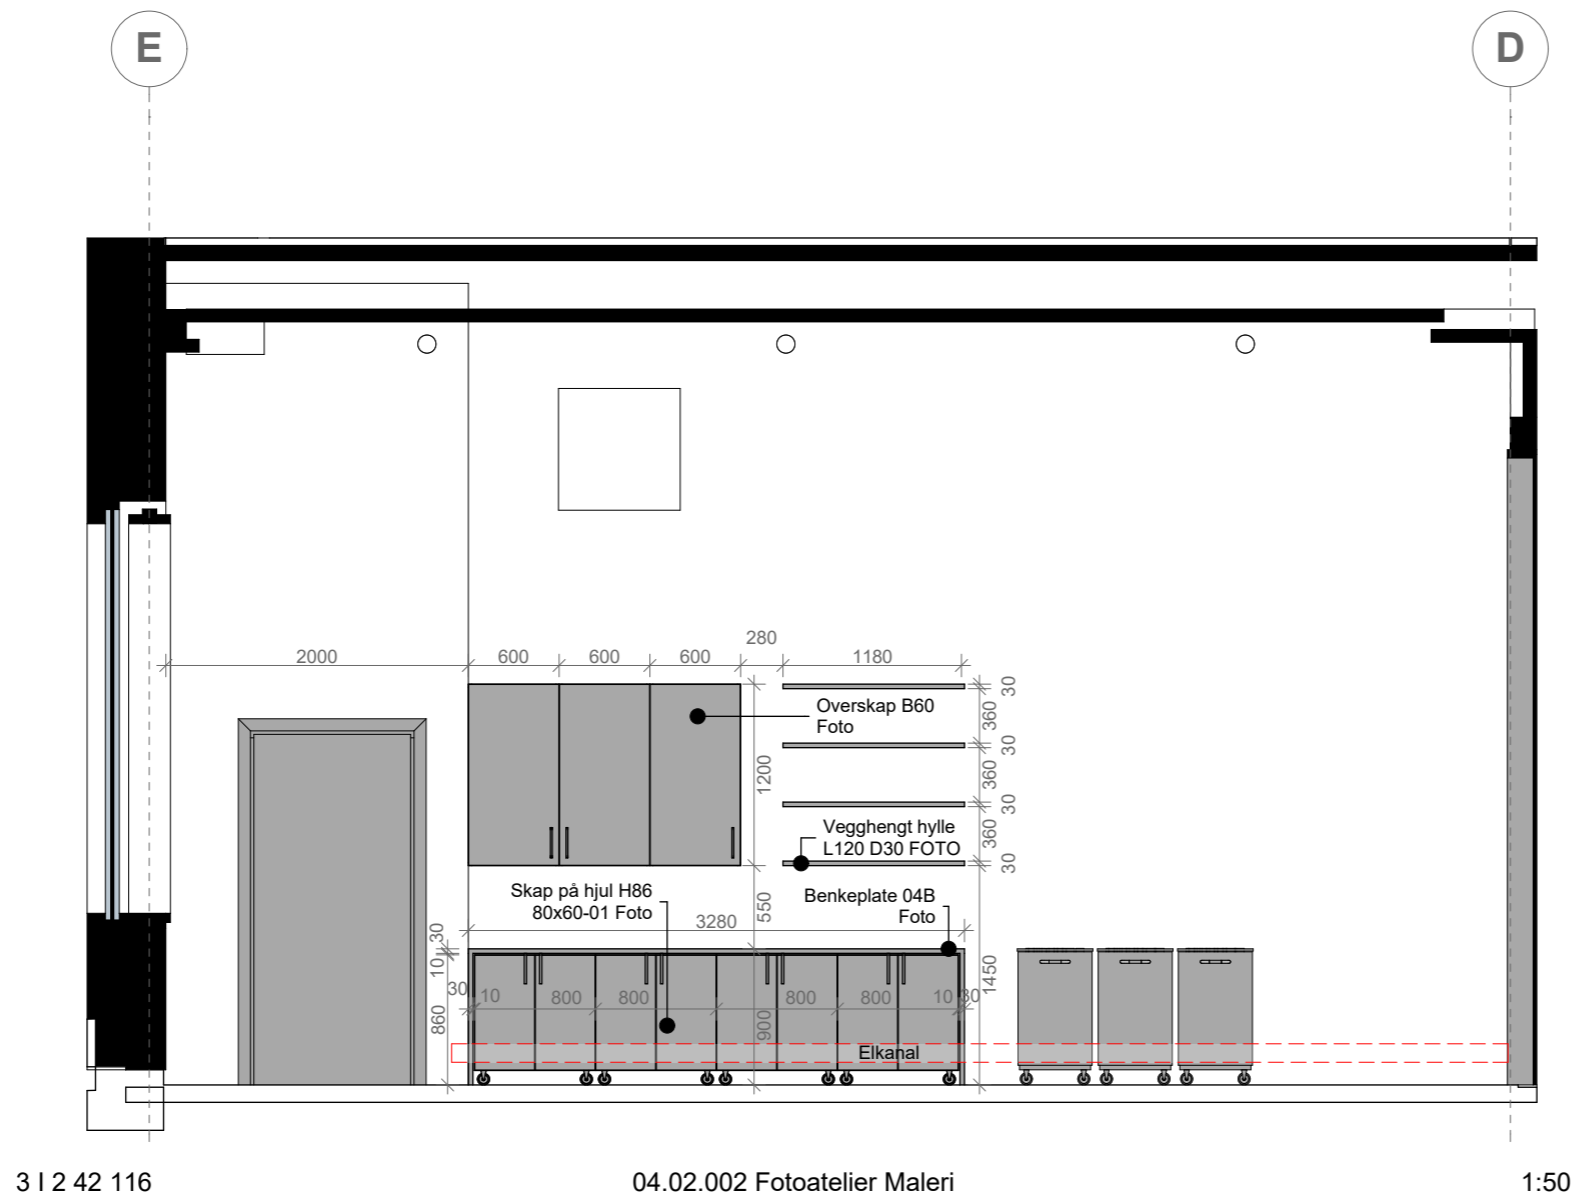 E
D
280
2000
600
600
600
1180
30
Overskap B60
Foto
360
30
1200
360
30
Vegghengt hylle
L120 D30 FOTO
360
30
Skap på hjul H86
80x60-01 Foto
Benkeplate 04B
Foto
550
3280
30
10
1450
30
10
800
800
800
800
10
30
860
900
Elkanal
3 I 2 42 116
04.02.002 Fotoatelier Maleri
1:50